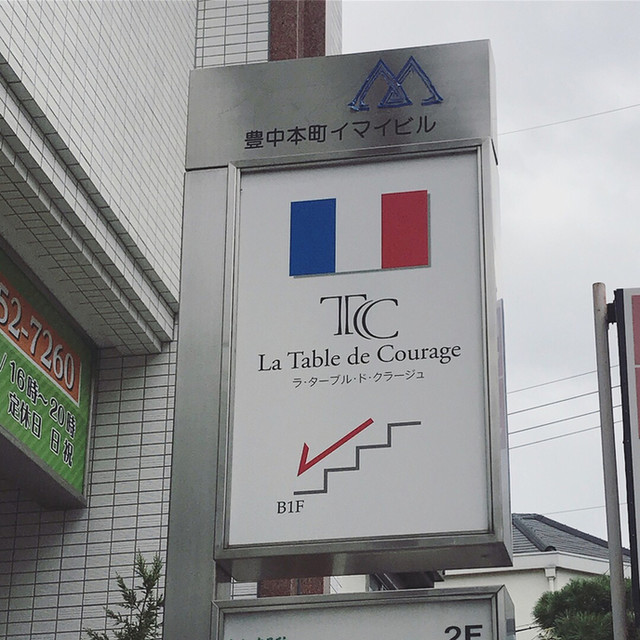 豊中本町イマイビル
TC
La Table de Courage
ラ・ターブル・ド・クラージュ
B1F
52-7260
16時～20時
定休日 日 祝
2F